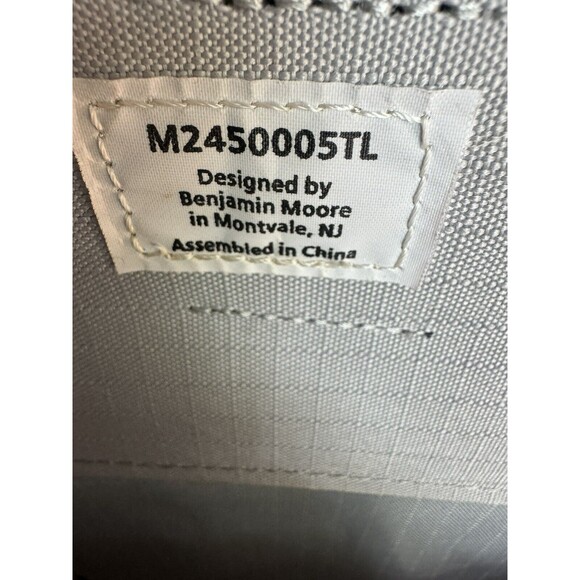 M2450005TL
Designed by
Benjamin Moore
in Montvale, NJ
Assembled in China